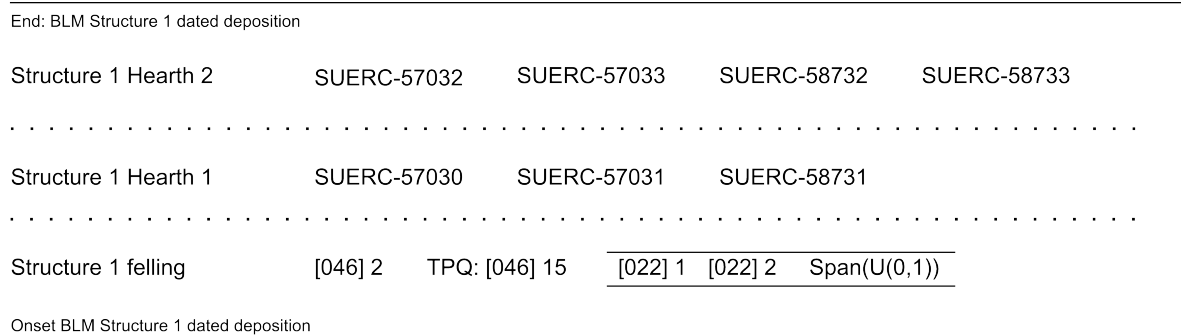 End: BLM Structure 1 dated deposition
Structure 1 Hearth 2 SUERC-57032 SUERC-57033 SUERC-58732 SUERC-58733
Structure 1 Hearth 1 SUERC-57030 SUERC-57031 SUERC-58731
Structure 1 felling [046] 2 TPQ: [046] 15 [022] 1 [022] 2 Span(U(0,1))
Onset BLM Structure 1 dated deposition